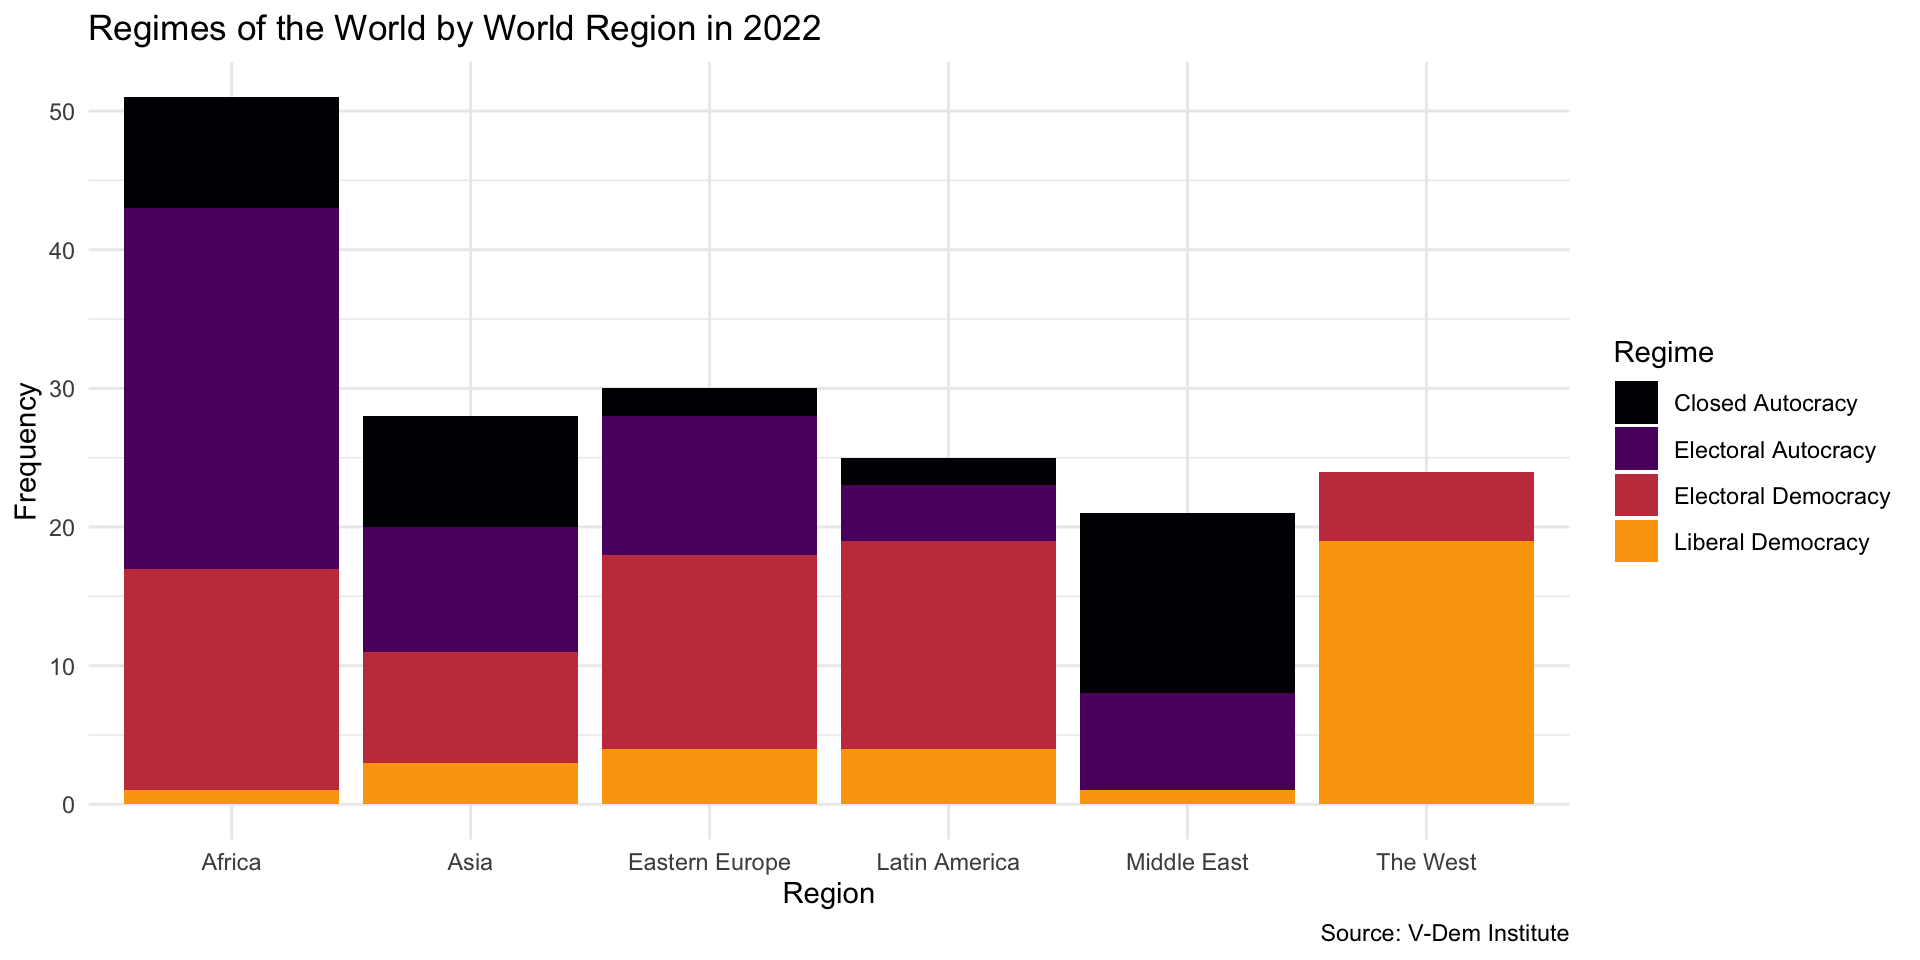 Regimes of the World by World Region in 2022
Frequency
50
40
30
20
10
0
Africa
Asia
Eastern Europe
Latin America
Middle East
The West
Region
Regime
Closed Autocracy
Electoral Autocracy
Electoral Democracy
Liberal Democracy
Source: V-Dem Institute